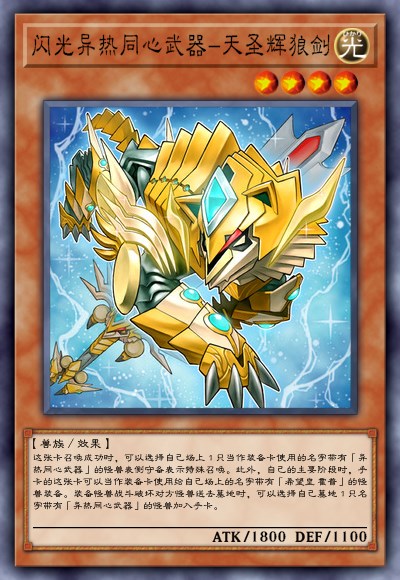 闪光异热同心武器-天圣辉狼剑
光
【兽族／效果】
这张卡召唤成功时，可以选择自己场上1只当作装备卡使用的名字带有「异
热同心武器」的怪兽表侧守备表示特殊召唤。此外，自己的主要阶段时，手
卡的这张卡可以当作装备卡使用给自己场上的名字带有「希望皇 霍普」的怪
兽装备。装备怪兽战斗破坏对方怪兽送去墓地时，可以选择自己墓地1只名
字带有「异热同心武器」的怪兽加入手卡。
ATK/1800 DEF/1100